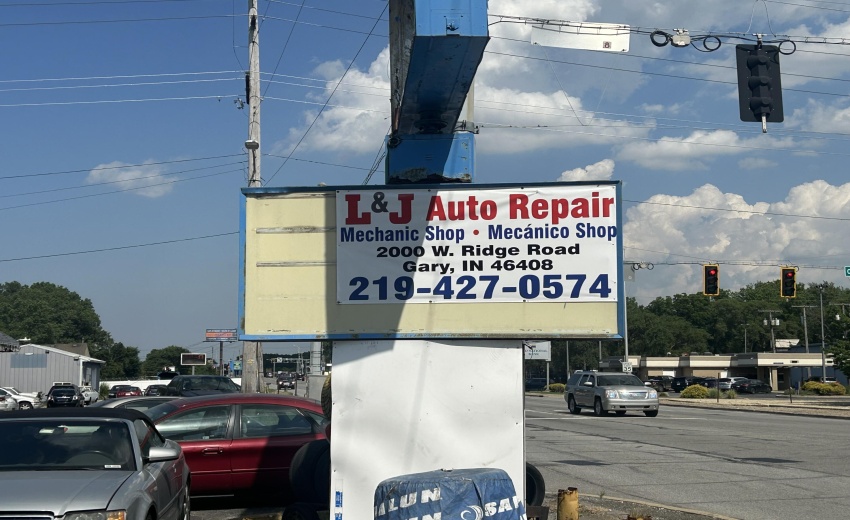 L&J Auto Repair
Mechanic Shop • Mecánico Shop
2000 W. Ridge Road
Gary, IN 46408
219-427-0574